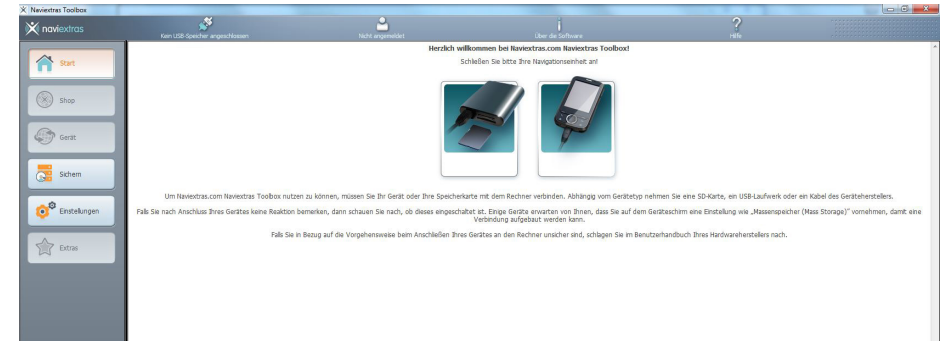 Naviextras Toolbox
naviextras
Kein USB-Speicher angeschlossen
Nicht angemeldet
Über die Software
Hilfe
Start
Shop
Gerät
Sichern
Einstellungen
Extras
Herzlich willkommen bei Naviextras.com Naviextras Toolbox!
Schließen Sie bitte Ihre Navigationseinheit an!
Um Naviextras.com Naviextras Toolbox nutzen zu können, müssen Sie Ihr Gerät oder Ihre Speicherkarte mit dem Rechner verbinden. Abhängig vom Gerätetyp nehmen Sie eine SD-Karte, ein USB-Laufwerk oder ein Kabel des Geräteherstellers.
Falls Sie nach Anschluss Ihres Gerätes keine Reaktion bemerken, dann schauen Sie nach, ob dieses eingeschaltet ist. Einige Geräte erwarten von Ihnen, dass Sie auf dem Geräteschirm eine Einstellung wie „Massenspeicher (Mass Storage)" vornehmen, damit eine
Verbindung aufgebaut werden kann.
Falls Sie in Bezug auf die Vorgehensweise beim Anschließen Ihres Gerätes an den Rechner unsicher sind, schlagen Sie im Benutzerhandbuch Ihres Hardwareherstellers nach.